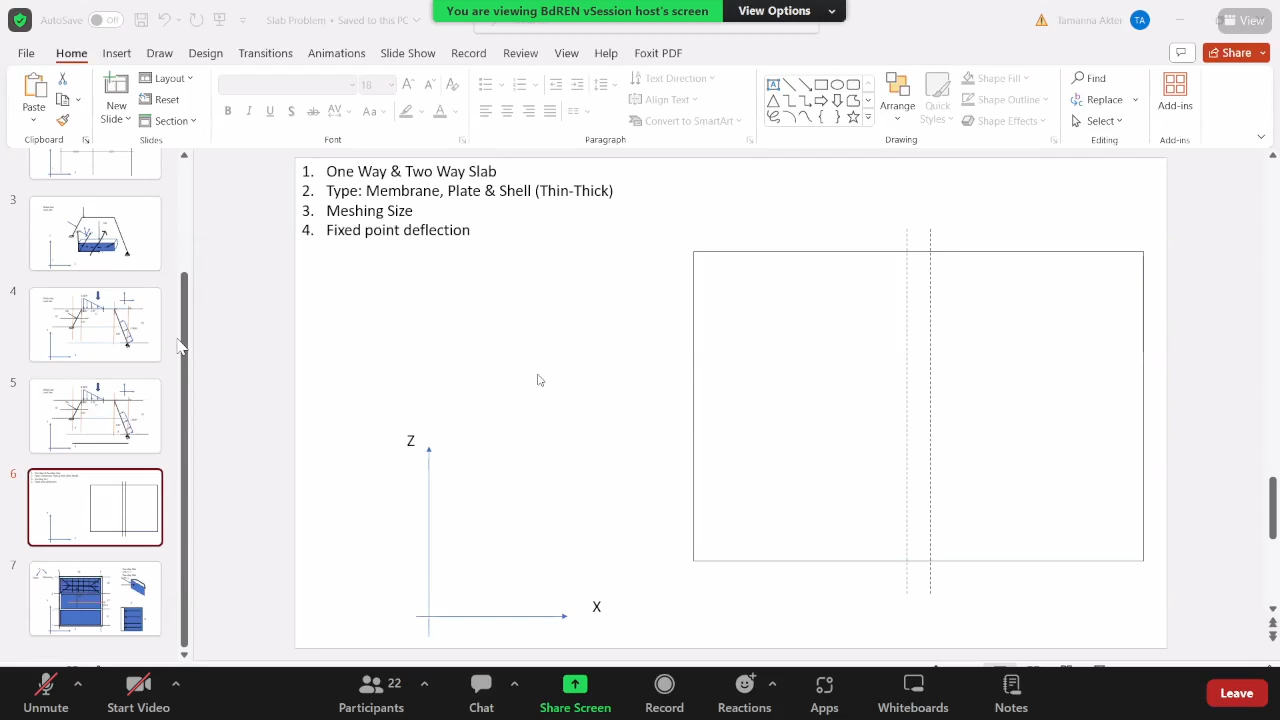 You are viewing BdREN vSession host's screen
View Options
AutoSave
Off
Slab Problem • Saved to this PC
Tamanna Akter
TA
View
File
Home
Insert
Draw
Design
Transitions
Animations
Slide Show
Record
Review
View
Help
Foxit PDF
Share
Paste
New
Slide
Layout
Reset
Section
18
B
I
U
S
ab
AV
Aa
A
Text Direction
Align Text
Convert to SmartArt
Arrange
Quick
Styles
Shape Fill
Shape Outline
Shape Effects
Find
Replace
Select
Add-ins
Clipboard
Slides
Font
Paragraph
Drawing
Editing
Add-ins
3
4
5
6
7
1. One Way & Two Way Slab
2. Type: Membrane, Plate & Shell (Thin-Thick)
3. Meshing Size
4. Fixed point deflection
Z
X
Unmute
Start Video
22
Participants
Chat
Share Screen
Record
Reactions
Apps
Whiteboards
Notes
Leave